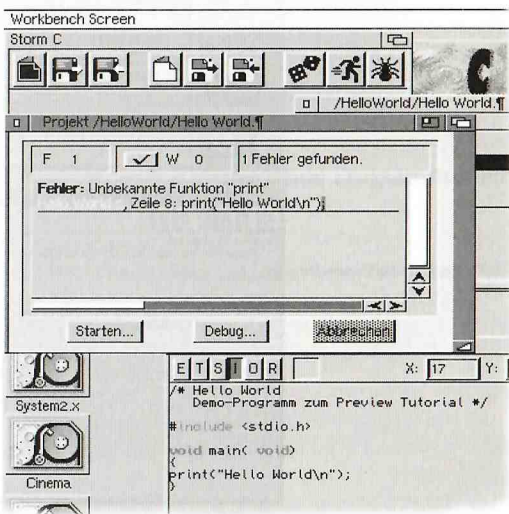 Workbench Screen
Storm C
/HelloWorld/Hello World.¶
Projekt /HelloWorld/Hello World.¶
F 1 W 0 1 Fehler gefunden.
Fehler: Unbekannte Funktion "print"
, Zeile 8: print("Hello World\n");
Starten... Debug... Abbrechen
System2.x
Cinema
E T S I O R X: 17 Y:
/* Hello World
Demo-Programm zum Preview Tutorial */
#include <stdio.h>
void main( void)
{
print("Hello World\n");
}